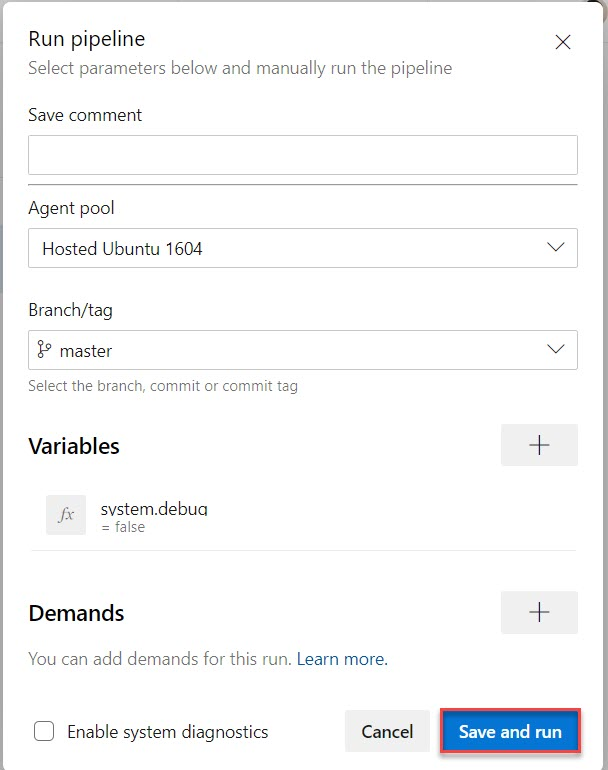 Run pipeline
Select parameters below and manually run the pipeline
Save comment
Agent pool
Hosted Ubuntu 1604
Branch/tag
master
Select the branch, commit or commit tag
Variables
fx
system.debug
= false
Demands
You can add demands for this run. Learn more.
Enable system diagnostics
Cancel
Save and run